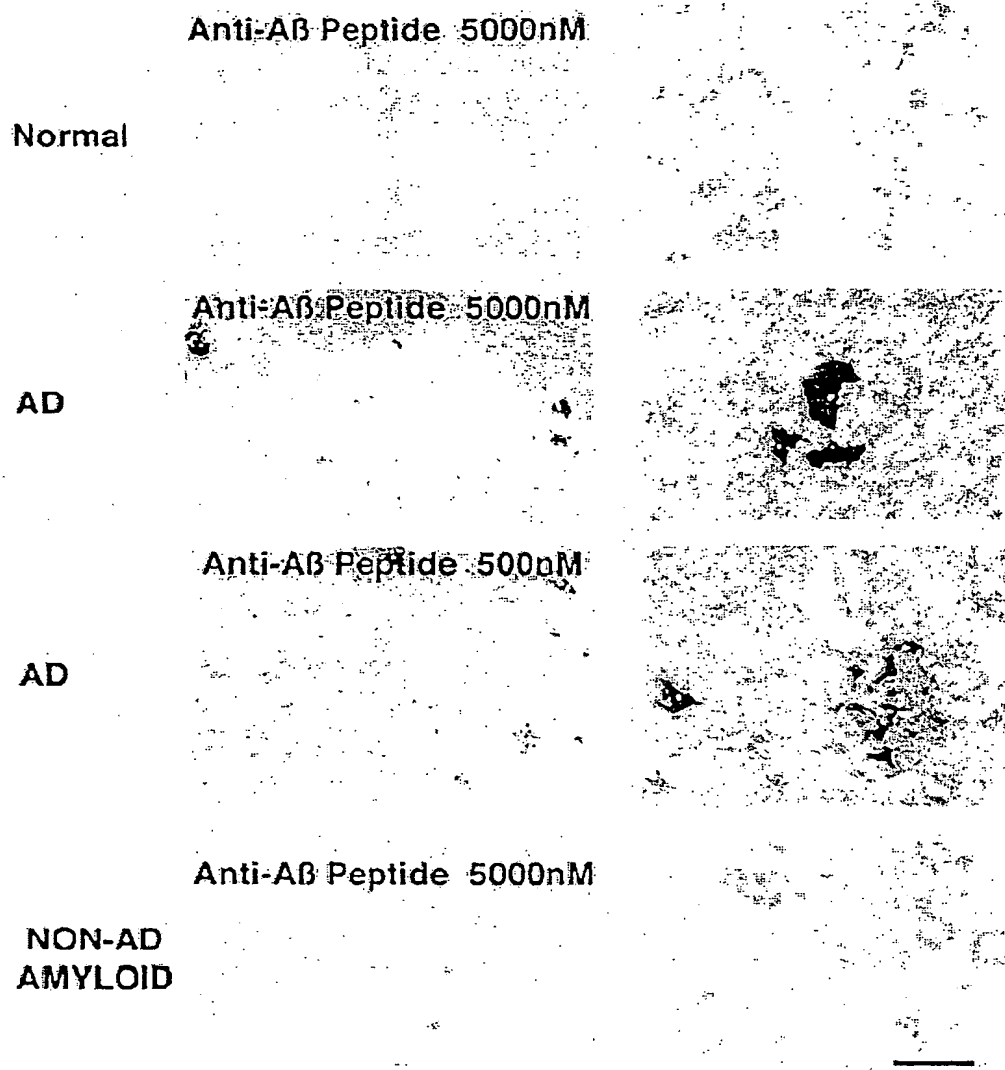 Anti-Aß Peptide 5000nM
Normal
Anti-Aß Peptide 5000nM
AD
Anti-Aß Peptide 500nM
AD
Anti-Aß Peptide 5000nM
NON-AD
AMYLOID